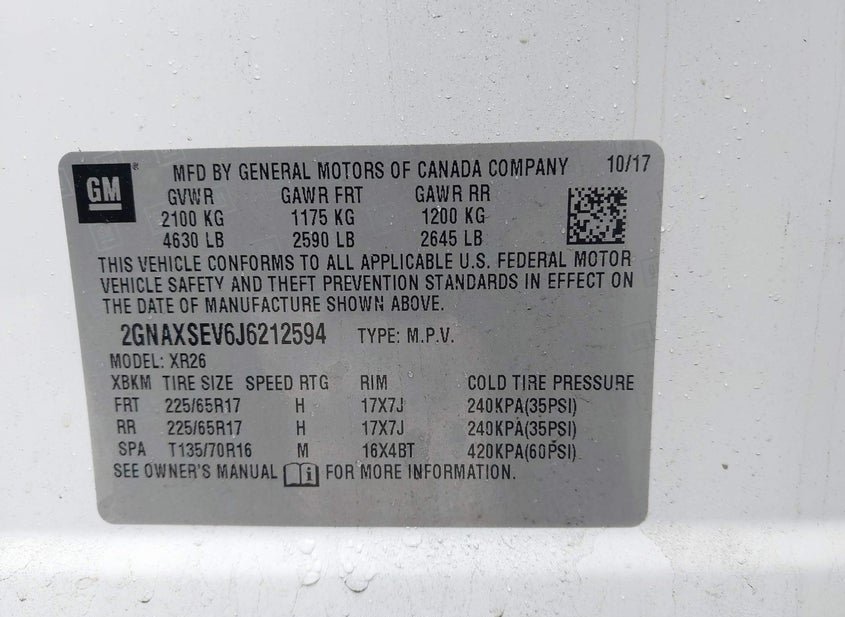 GM ® MFD BY GENERAL MOTORS OF CANADA COMPANY 10/17
GVWR GAWR FRT GAWR RR
2100 KG 1175 KG 1200 KG
4630 LB 2590 LB 2645 LB
THIS VEHICLE CONFORMS TO ALL APPLICABLE U.S. FEDERAL MOTOR
VEHICLE SAFETY AND THEFT PREVENTION STANDARDS IN EFFECT ON
THE DATE OF MANUFACTURE SHOWN ABOVE.
2GNAXSEV6J6212594 TYPE: M.P.V.
MODEL: XR26
XBKM TIRE SIZE SPEED RTG RIM COLD TIRE PRESSURE
FRT 225/65R17 H 17X7J 240KPA(35PSI)
RR 225/65R17 H 17X7J 240KPA(35PSI)
SPA T135/70R16 M 16X4BT 420KPA(60PSI)
SEE OWNER'S MANUAL i FOR MORE INFORMATION.